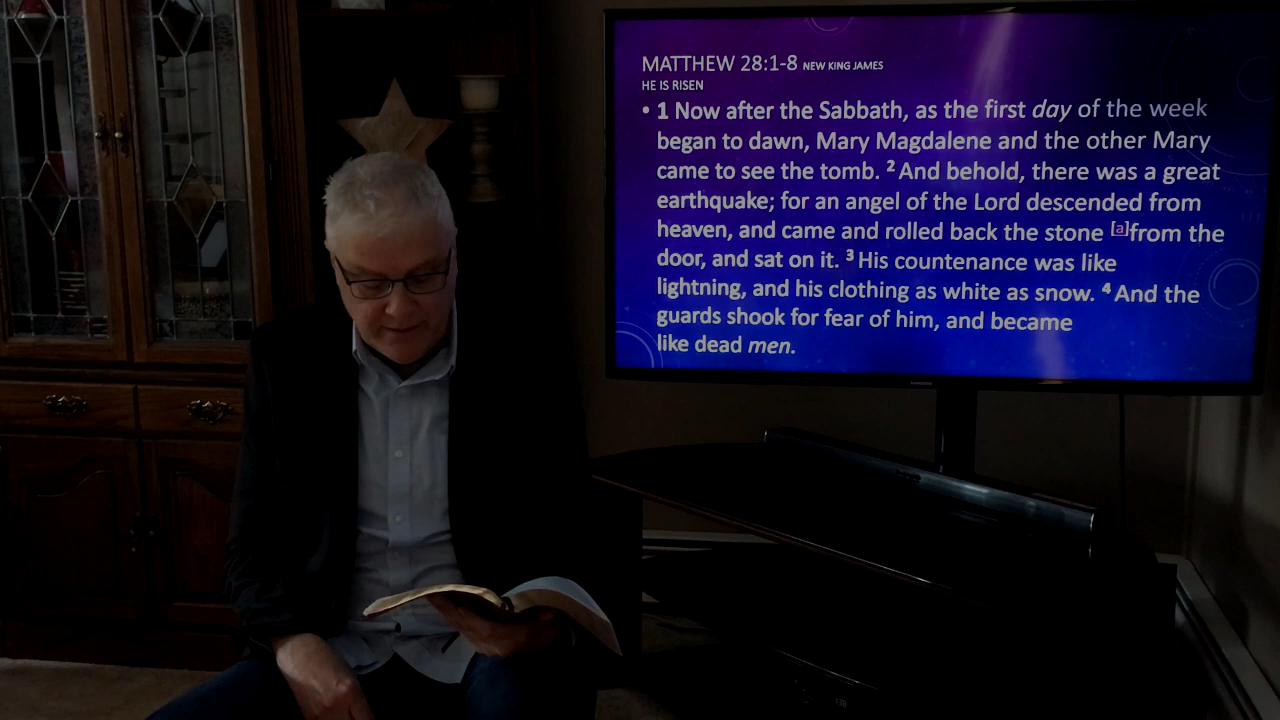 MATTHEW 28:1-8 NEW KING JAMES
HE IS RISEN
• 1 Now after the Sabbath, as the first day of the week
began to dawn, Mary Magdalene and the other Mary
came to see the tomb. 2 And behold, there was a great
earthquake; for an angel of the Lord descended from
heaven, and came and rolled back the stone [a]from the
door, and sat on it. 3 His countenance was like
lightning, and his clothing as white as snow. 4 And the
guards shook for fear of him, and became
like dead men.
SAMSUNG